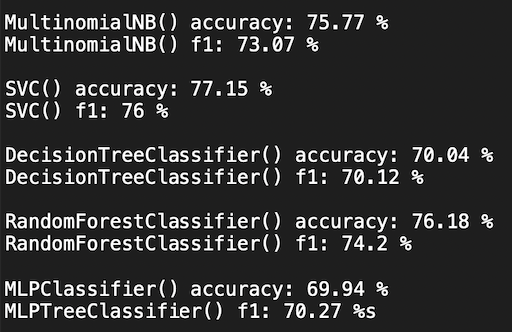 MultinomialNB() accuracy: 75.77 %
MultinomialNB() f1: 73.07 %
SVC() accuracy: 77.15 %
SVC() f1: 76 %
DecisionTreeClassifier() accuracy: 70.04 %
DecisionTreeClassifier() f1: 70.12 %
RandomForestClassifier() accuracy: 76.18 %
RandomForestClassifier() f1: 74.2 %
MLPClassifier() accuracy: 69.94 %
MLPTreeClassifier() f1: 70.27 %s